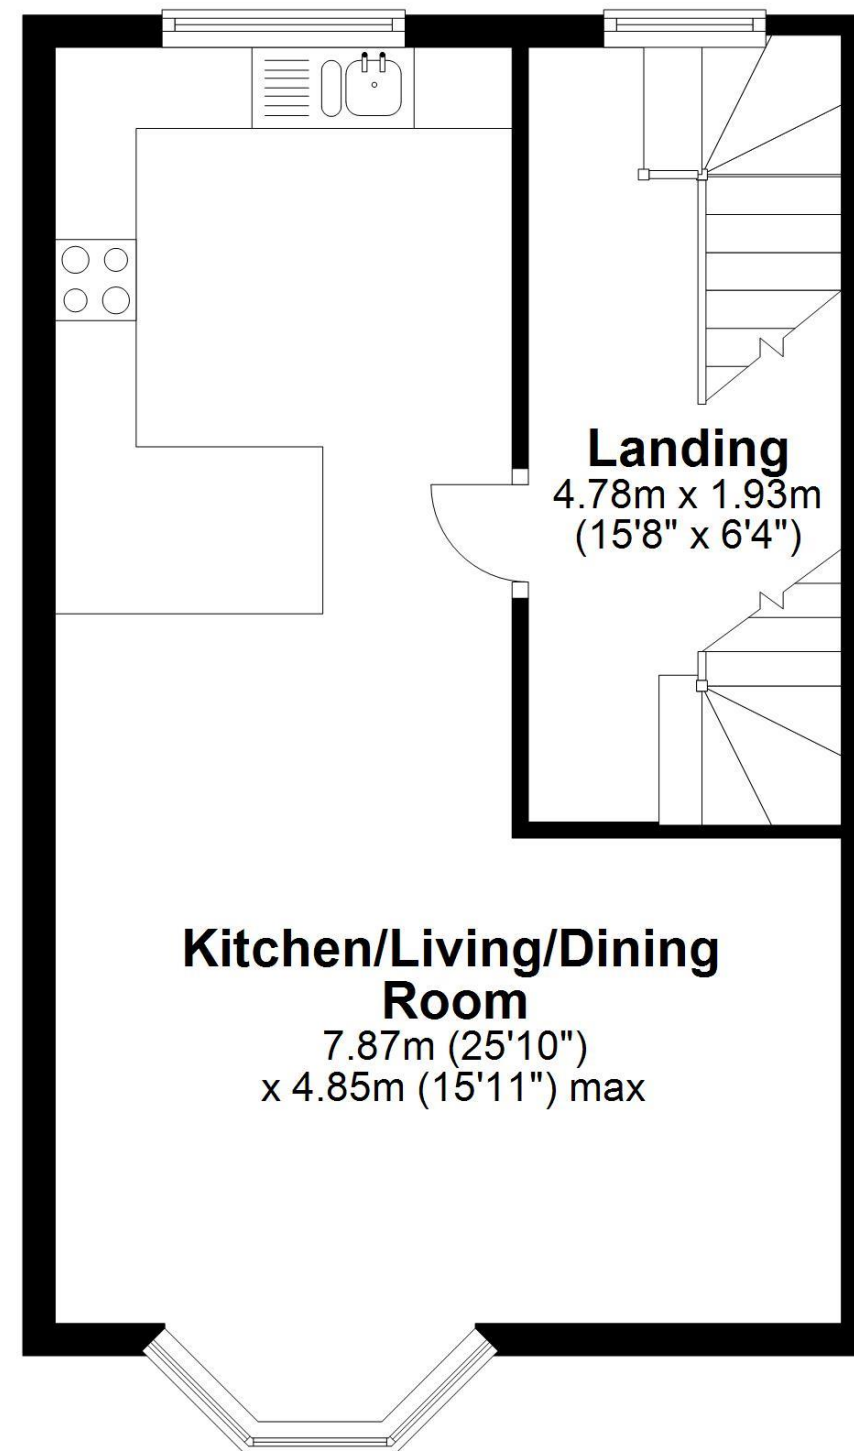 Landing
4.78m x 1.93m
(15'8" x 6'4")
Kitchen/Living/Dining
Room
7.87m (25'10")
x 4.85m (15'11") max